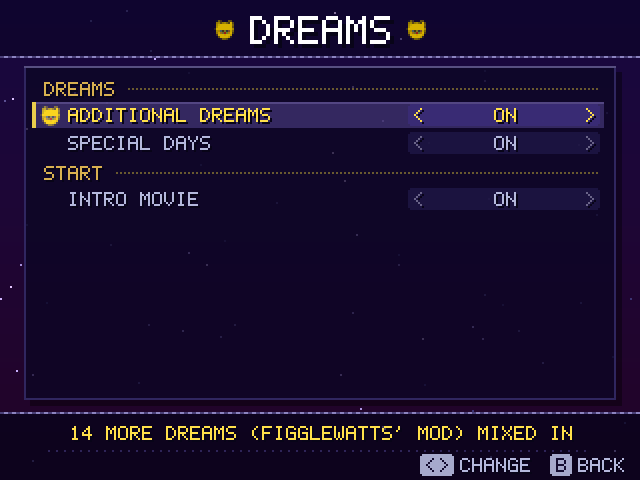 DREAMS
DREAMS
ADDITIONAL DREAMS < ON >
SPECIAL DAYS < ON >
START
INTRO MOVIE < ON >
14 MORE DREAMS (FIGGLEWATTS' MOD) MIXED IN
<> CHANGE B BACK